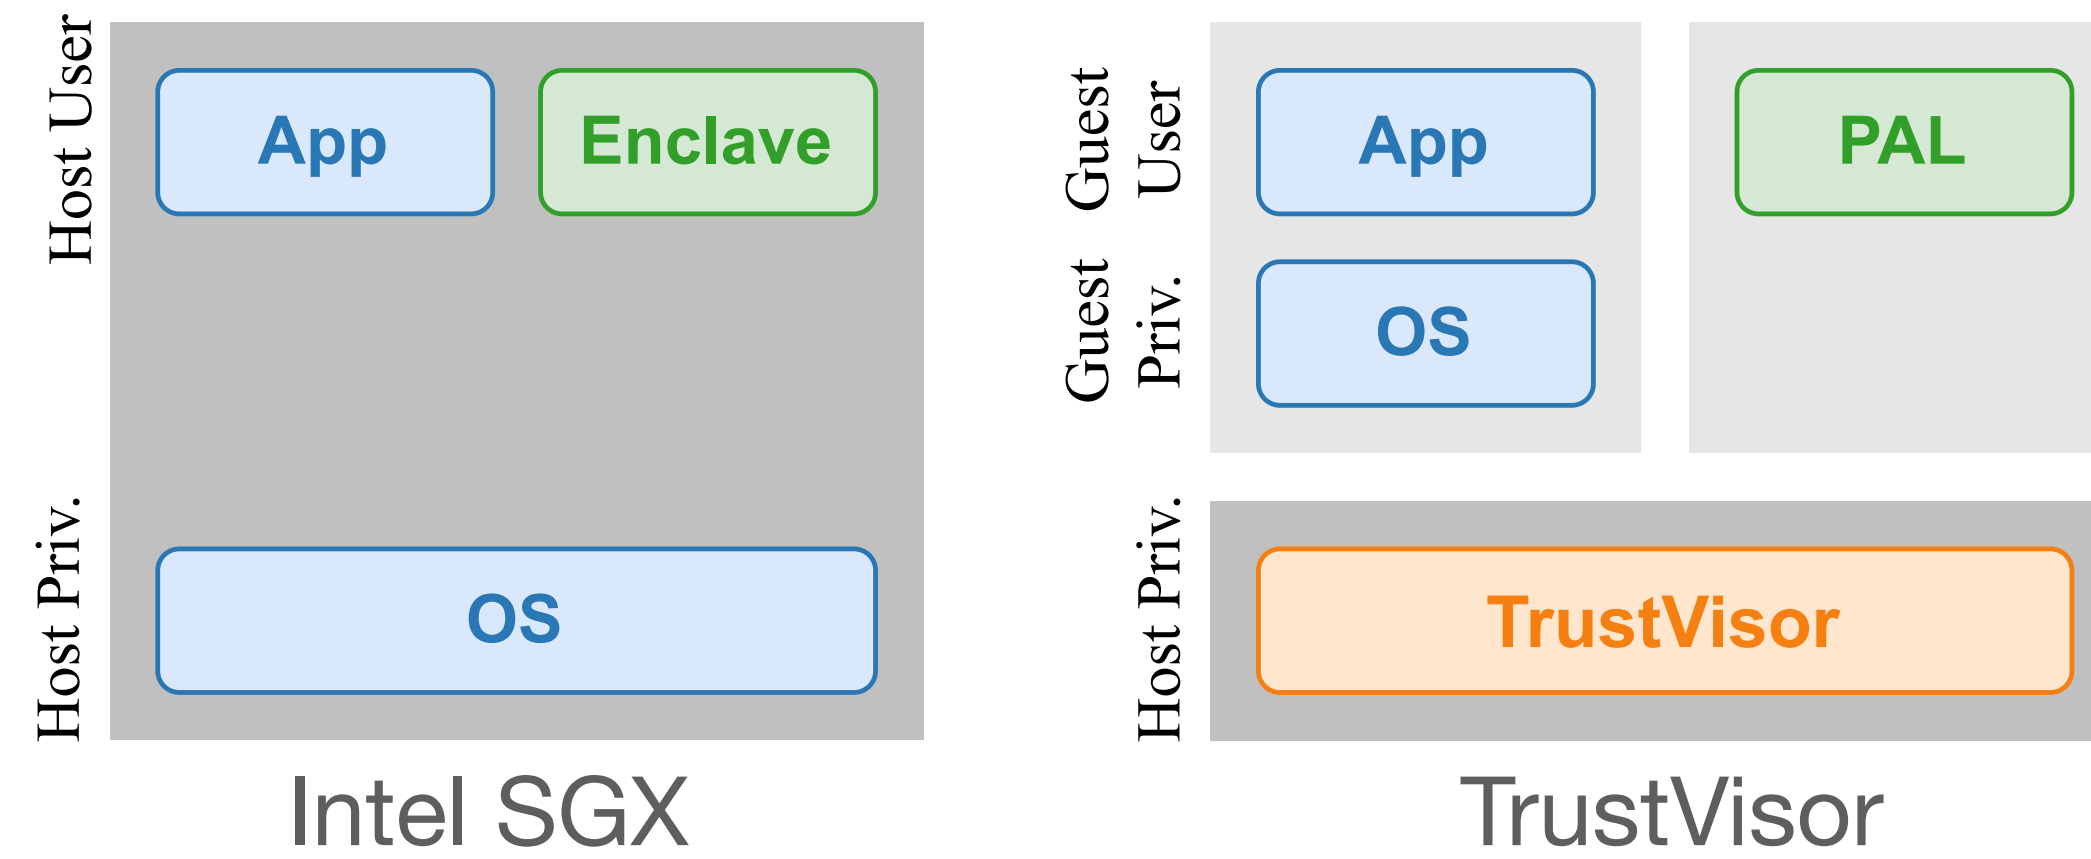 Host User
App
Enclave
Host Priv.
OS
Intel SGX
Guest
User
App
PAL
Guest
Priv.
OS
Host Priv.
TrustVisor
TrustVisor